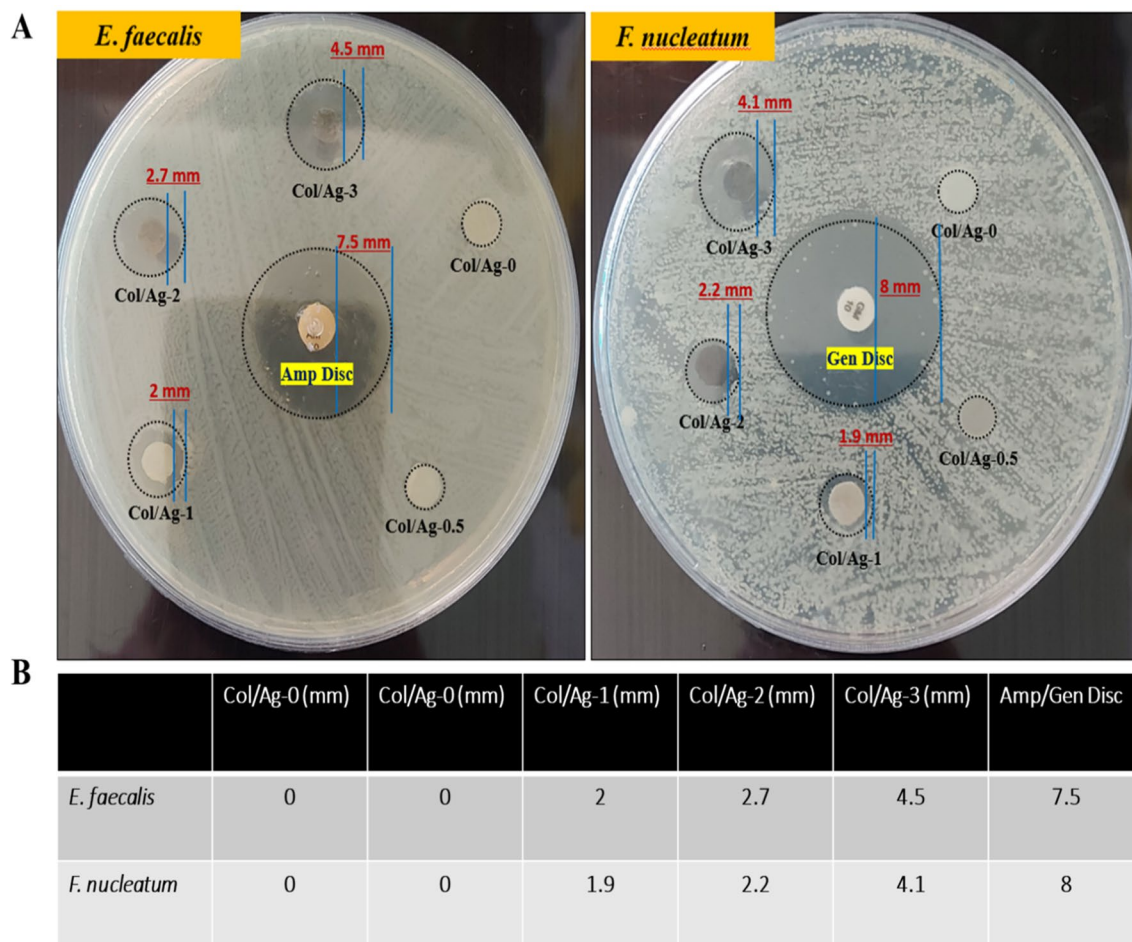 A
E. faecalis
4.5 mm
Col/Ag-3
2.7 mm
Col/Ag-2
Col/Ag-0
7.5 mm
Amp Disc
2 mm
Col/Ag-1
Col/Ag-0.5
F. nucleatum
4.1 mm
Col/Ag-3
Col/Ag-0
2.2 mm
8 mm
GM
10
Gen Disc
Col/Ag-2
1.9 mm
Col/Ag-0.5
Col/Ag-1
B
Col/Ag-0 (mm) Col/Ag-0 (mm) Col/Ag-1 (mm) Col/Ag-2 (mm) Col/Ag-3 (mm) Amp/Gen Disc
E. faecalis 0 0 2 2.7 4.5 7.5
F. nucleatum 0 0 1.9 2.2 4.1 8